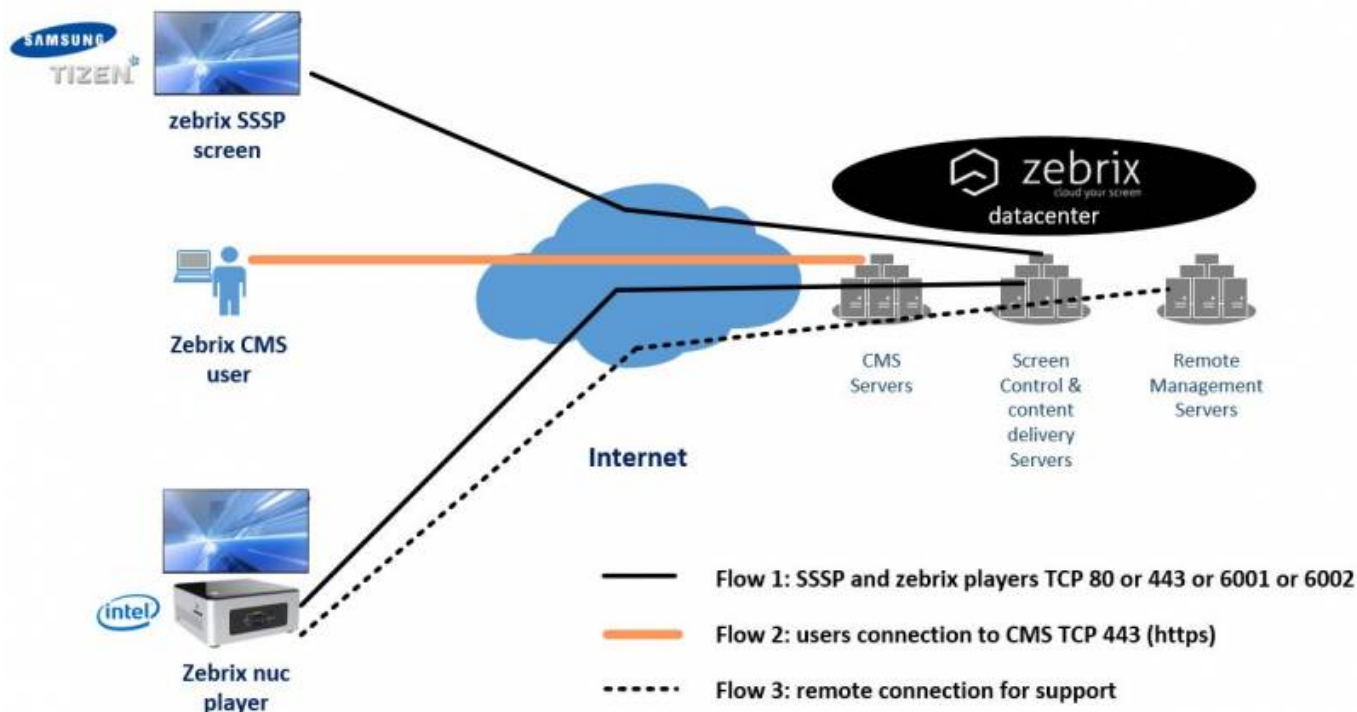 SAMSUNG
TIZEN
zebrix SSSP
screen
zebrix
cloud your screen
datacenter
Zebrix CMS
user
CMS
Servers
Screen
Control &
content
delivery
Servers
Remote
Management
Servers
Internet
intel
Zebrix nuc
player
Flow 1: SSSP and zebrix players TCP 80 or 443 or 6001 or 6002
Flow 2: users connection to CMS TCP 443 (https)
Flow 3: remote connection for support